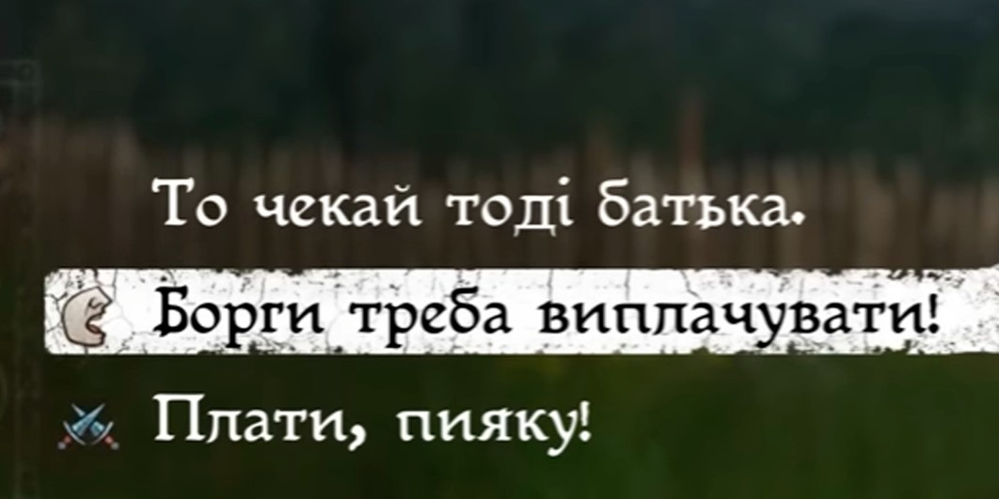 То чекай тоді батька.
Борги треба виплачувати!
Плати, пияку!